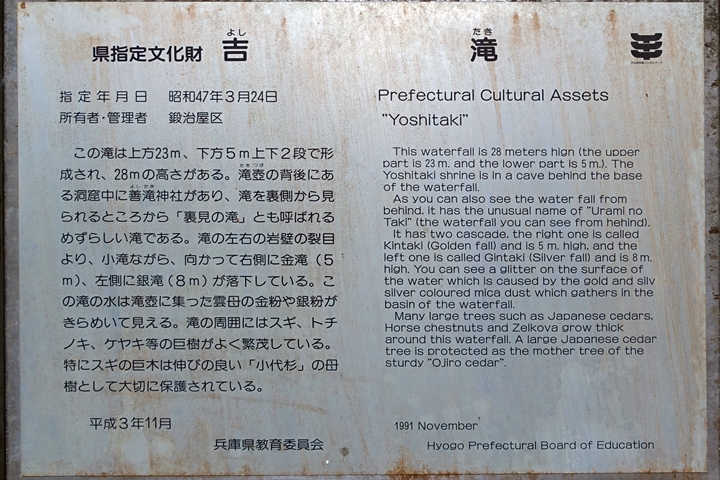 よし
たき
県指定文化財 吉 滝
指定年月日 昭和47年3月24日
所有者・管理者 鍛治屋区
この滝は上方23m、下方5m上下2段で形
たきつぼ
成され、28mの高さがある。滝壺の背後にあ
よしたき
る洞窟中に善滝神社があり、滝を裏側から見
られるところから「裏見の滝」とも呼ばれる
めずらしい滝である。滝の左右の岩壁の裂目
より、小滝ながら、向かって右側に金滝（5
m）、左側に銀滝（8m）が落下している。こ
の滝の水は滝壺に集った雲母の金粉や銀粉が
きらめいて見える。滝の周囲にはスギ、トチ
ノキ、ケヤキ等の巨樹がよく繁茂している。
特にスギの巨木は伸びの良い「小代杉」の母
樹として大切に保護されている。
平成3年11月
兵庫県教育委員会
Prefectural Cultural Assets
"Yoshitaki"
This waterfall is 28 meters high (the upper
part is 23 m. and the lower part is 5 m.). The
Yoshitaki shrine is in a cave behind the base
of the waterfall.
As you can also see the water fall from
behind, it has the unusual name of "Urami no
Taki" (the waterfall you can see from hehind).
It has two cascade, the right one is called
Kintaki (Golden fall) and is 5 m. high, and the
left one is called Gintaki (Silver fall) and is 8 m.
high. You can see a glitter on the surface of
the water which is caused by the gold and silv
silver coloured mica dust which gathers in the
basin of the waterfall.
Many large trees such as Japanese cedars,
Horse chestnuts and Zelkova grow thick
around this waterfall. A large Japanese cedar
tree is protected as the mother tree of the
sturdy "Ojiro cedar".
1991 November
Hyogo Prefectural Board of Education